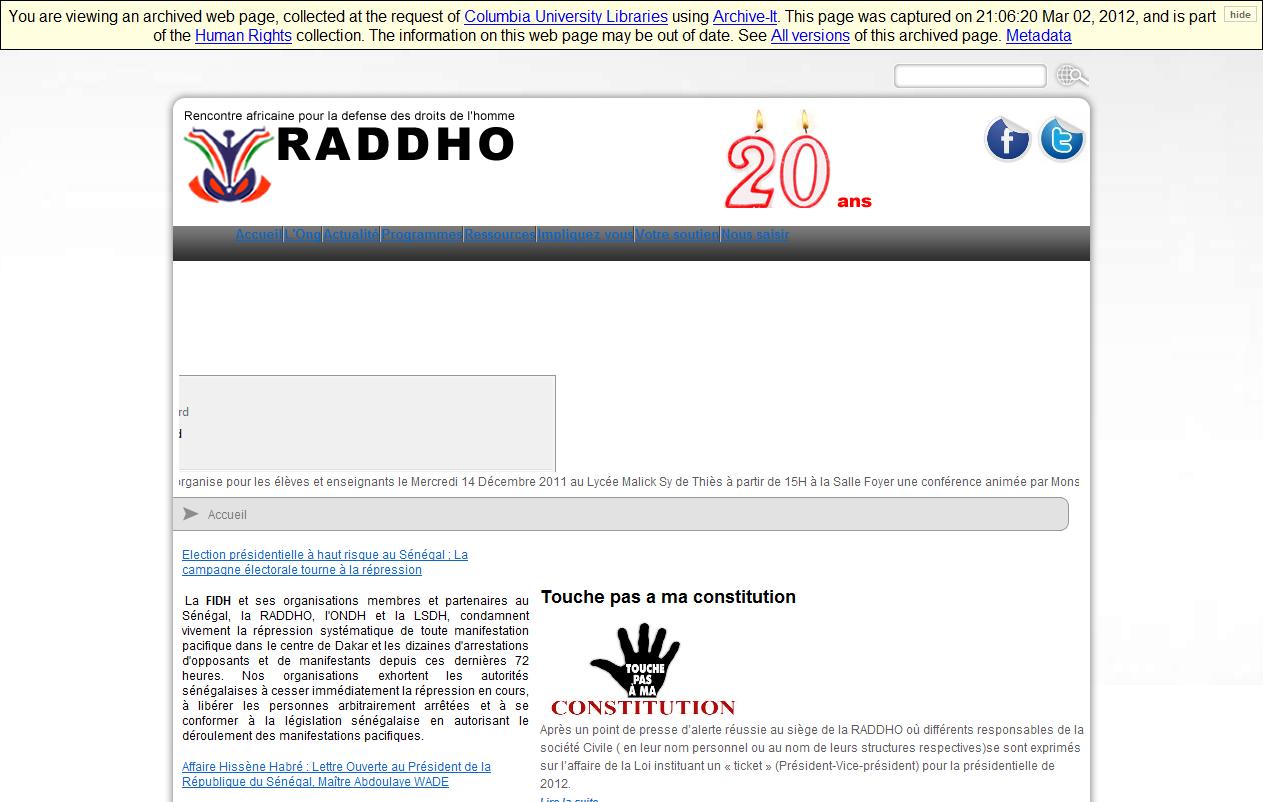 You are viewing an archived web page, collected at the request of Columbia University Libraries using Archive-It. This page was captured on 21:06:20 Mar 02, 2012, and is part
of the Human Rights collection. The information on this web page may be out of date. See All versions of this archived page. Metadata
hide
Rencontre africaine pour la defense des droits de l'homme
RADDHO
20 ans
Accueil L'Ong Actualité Programmes Ressources Impliquez vous Votre soutien Nous saisir
rd
organise pour les élèves et enseignants le Mercredi 14 Décembre 2011 au Lycée Malick Sy de Thiès à partir de 15H à la Salle Foyer une conférence animée par Mons
Accueil
Election présidentielle à haut risque au Sénégal ; La
campagne électorale tourne à la répression
La FIDH et ses organisations membres et partenaires au
Sénégal, la RADDHO, l'ONDH et la LSDH, condamnent
vivement la répression systématique de toute manifestation
pacifique dans le centre de Dakar et les dizaines d'arrestations
d'opposants et de manifestants depuis ces dernières 72
heures. Nos organisations exhortent les autorités
sénégalaises à cesser immédiatement la répression en cours,
à libérer les personnes arbitrairement arrêtées et à se
conformer à la législation sénégalaise en autorisant le
déroulement des manifestations pacifiques.
Affaire Hissène Habré : Lettre Ouverte au Président de la
République du Sénégal, Maître Abdoulaye WADE
Touche pas a ma constitution
TOUCHE
PAS
À MA
CONSTITUTION
Après un point de presse d'alerte réussie au siège de la RADDHO où différents responsables de la
société Civile ( en leur nom personnel ou au nom de leurs structures respectives)se sont exprimés
sur l'affaire de la Loi instituant un « ticket » (Président-Vice-président) pour la présidentielle de
2012.
Lire la suite